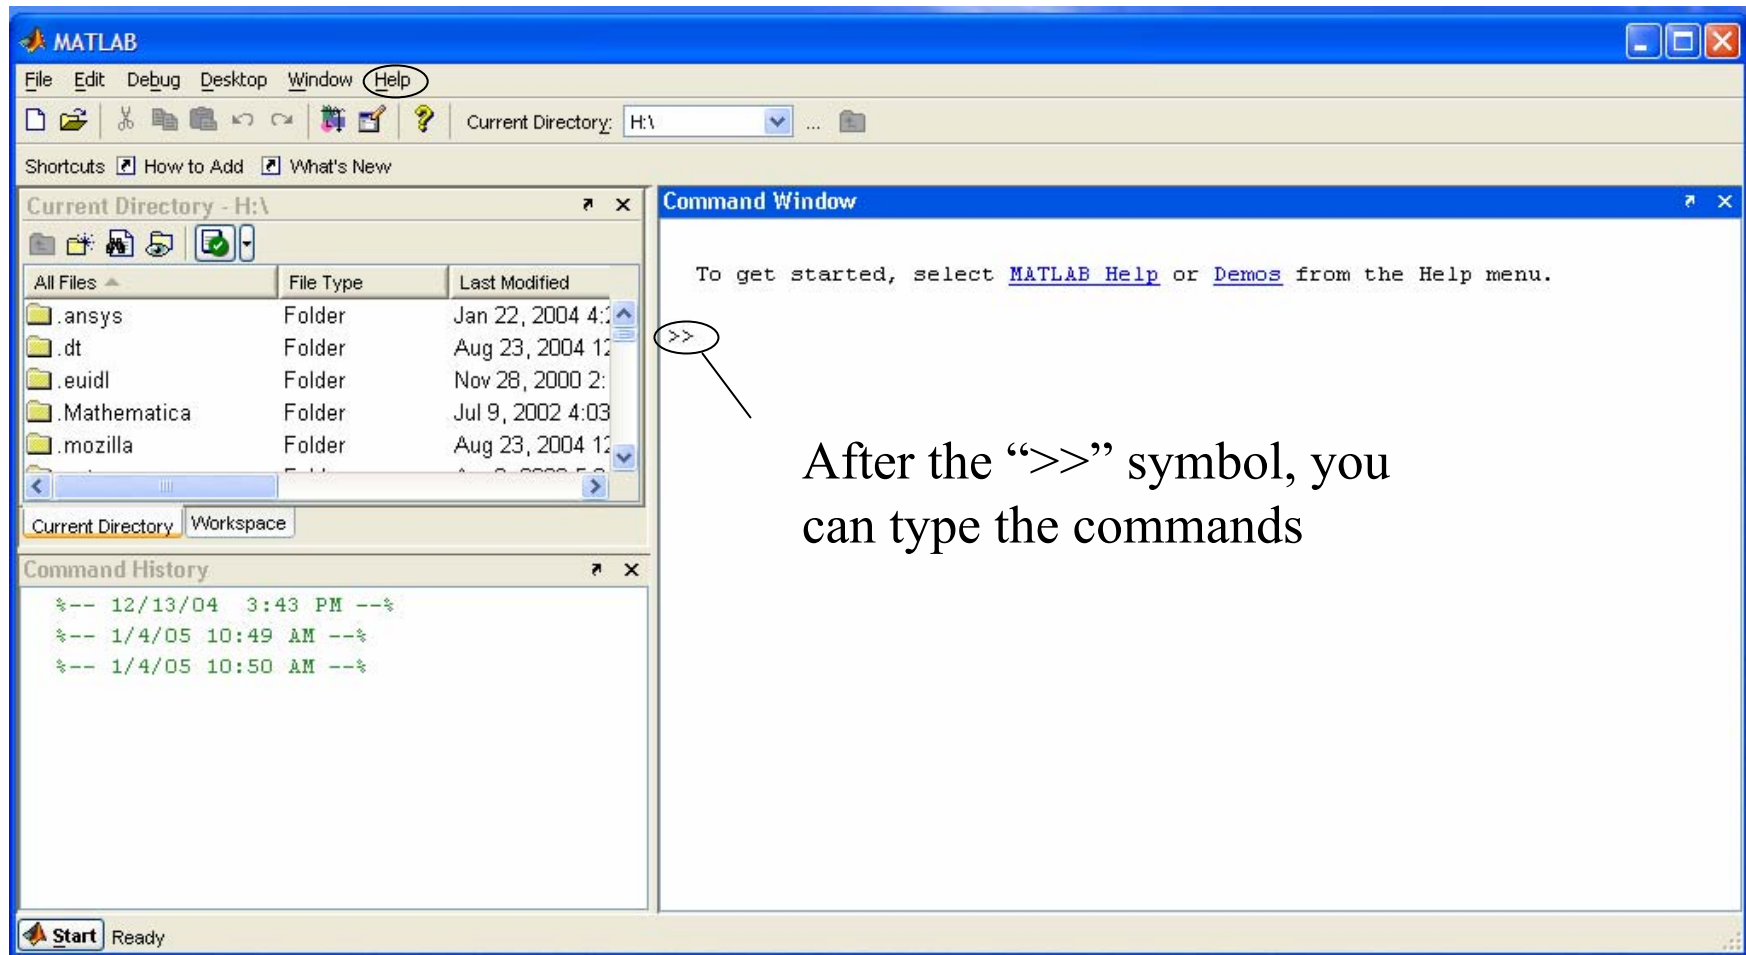 MATLAB
File Edit Debug Desktop Window Help
Current Directory: H:\ ...
Shortcuts How to Add What's New
Current Directory - H:\
All Files File Type Last Modified
.ansys Folder Jan 22, 2004
.dt Folder Aug 23, 2004 12
.euidl Folder Nov 28, 2000 2:
.Mathematica Folder Jul 9, 2002 4:03
.mozilla Folder Aug 23, 2004 12
Current Directory Workspace
Command History
%-- 12/13/04 3:43 PM --%
%-- 1/4/05 10:49 AM --%
%-- 1/4/05 10:50 AM --%
Command Window
To get started, select MATLAB Help or Demos from the Help menu.
>>
After the “>>” symbol, you
can type the commands
Start Ready